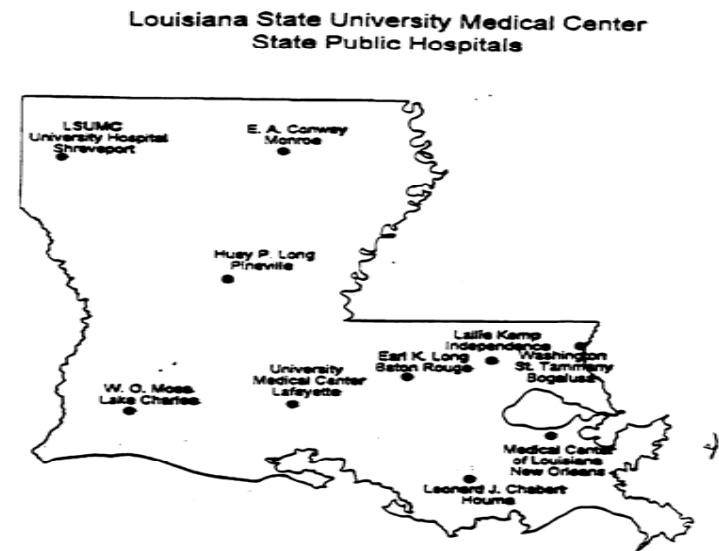 Louisiana State University Medical Center
State Public Hospitals
LSUMC
University Hospital
Shreveport
E. A. Conway
Monroe
Huey P. Long
Pineville
Lallie Kemp
Independence
Washington
St. Tammany
Bogalusa
Earl K. Long
Baton Rouge
University
Medical Center
Lafayette
W. O. Moss
Lake Charles
Medical Center
of Louisiana
New Orleans
Leonard J. Chabert
Houma